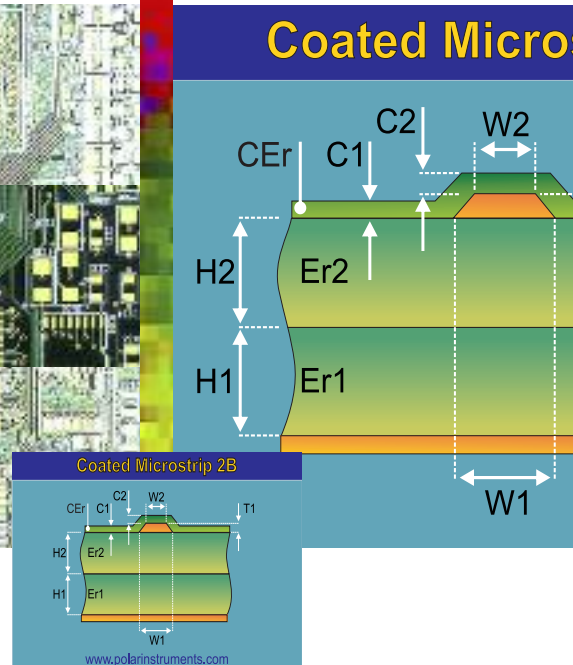 Coated Micros
C2
W2
CEr
C1
H2
Er2
H1
Er1
W1
Coated Microstrip 2B
C2
W2
CEr
C1
T1
H2
Er2
H1
Er1
W1
www.polarinstruments.com